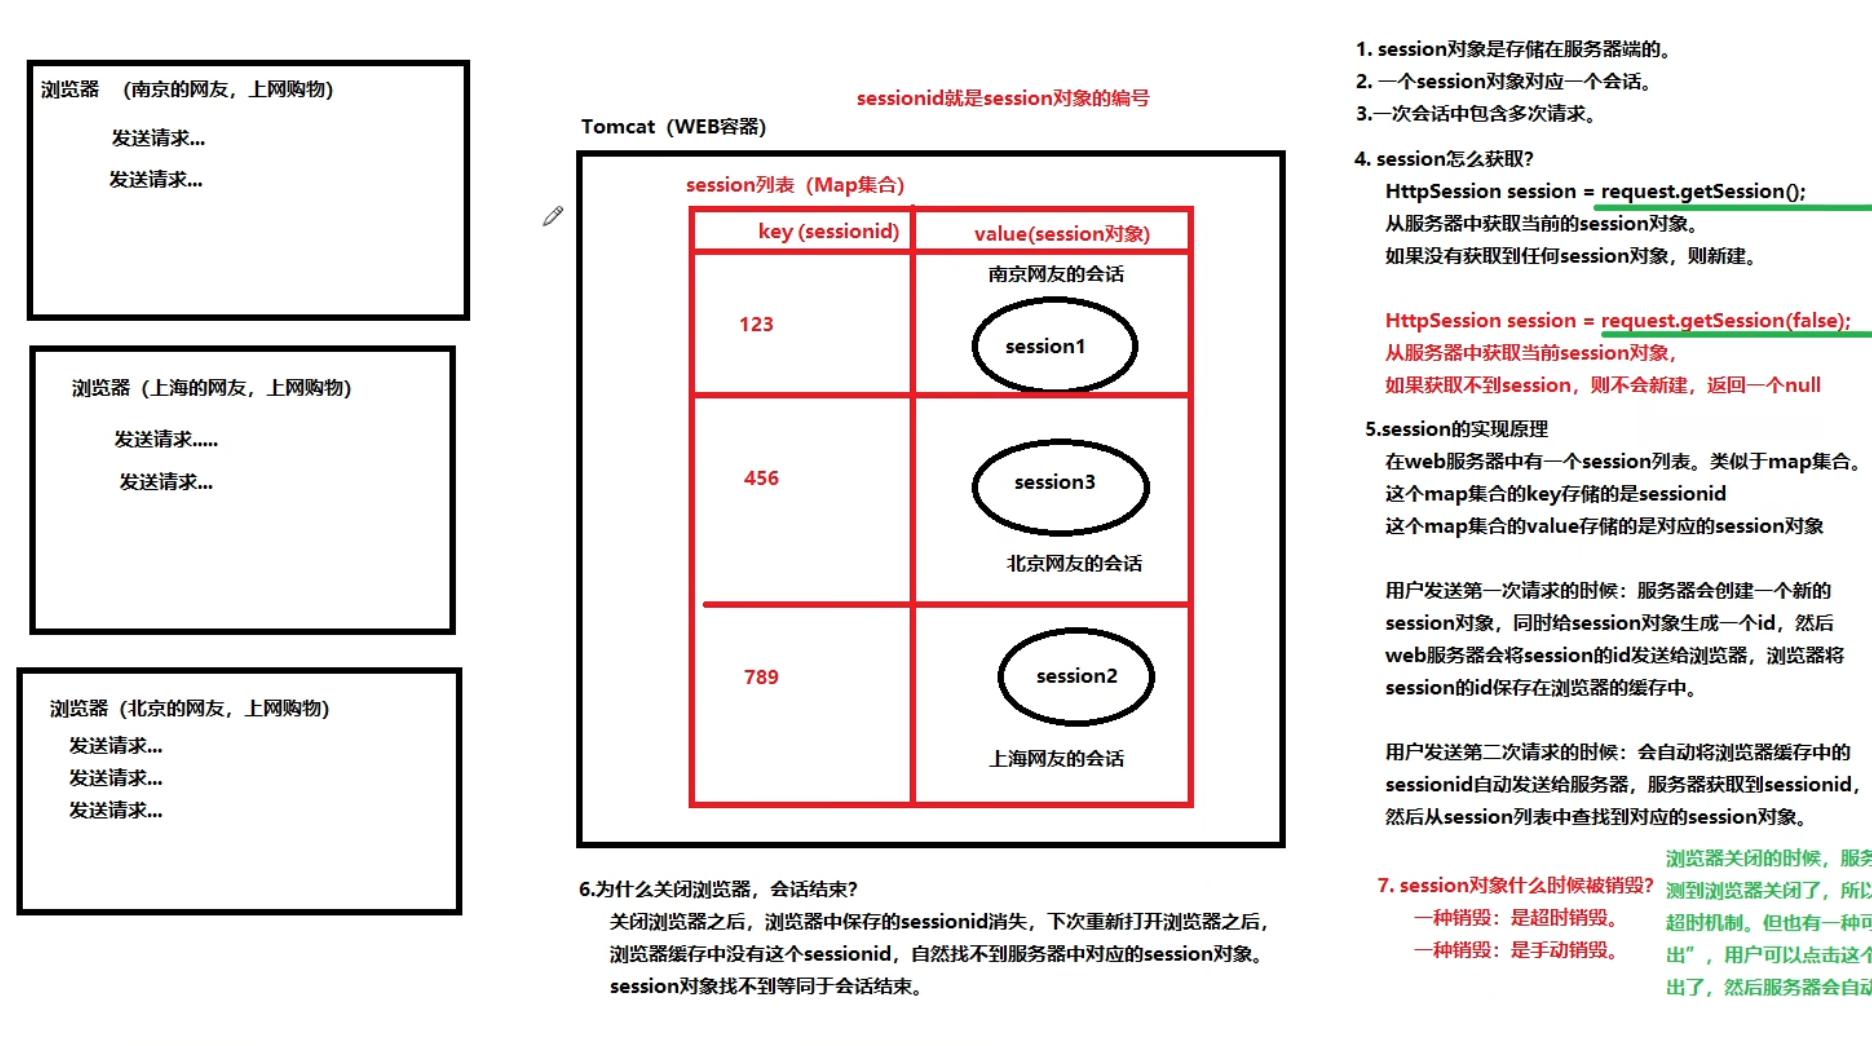 浏览器 (南京的网友，上网购物)
发送请求...
发送请求...
浏览器 (上海的网友，上网购物)
发送请求.....
发送请求...
浏览器 (北京的网友，上网购物)
发送请求...
发送请求...
发送请求...
sessionid就是session对象的编号
Tomcat (WEB容器)
session列表 (Map集合)
key (sessionid)
value(session对象)
南京网友的会话
123
session1
456
session3
北京网友的会话
789
session2
上海网友的会话
6.为什么关闭浏览器，会话结束?
关闭浏览器之后，浏览器中保存的sessionid消失，下次重新打开浏览器之后，
浏览器缓存中没有这个sessionid，自然找不到服务器中对应的session对象。
session对象找不到等同于会话结束。
1. session对象是存储在服务器端的。
2. 一个session对象对应一个会话。
3.一次会话中包含多次请求。
4. session怎么获取?
HttpSession session = request.getSession();
从服务器中获取当前的session对象。
如果没有获取到任何session对象，则新建。
HttpSession session = request.getSession(false);
从服务器中获取当前session对象，
如果获取不到session，则不会新建，返回一个null
5.session的实现原理
在web服务器中有一个session列表。类似于map集合。
这个map集合的key存储的是sessionid
这个map集合的value存储的是对应的session对象
用户发送第一次请求的时候：服务器会创建一个新的
session对象，同时给session对象生成一个id，然后
web服务器会将session的id发送给浏览器，浏览器将
session的id保存在浏览器的缓存中。
用户发送第二次请求的时候：会自动将浏览器缓存中的
sessionid自动发送给服务器，服务器获取到sessionid，
然后从session列表中查找到对应的session对象。
7. session对象什么时候被销毁?
一种销毁：是超时销毁。
一种销毁：是手动销毁。
浏览器关闭的时候，服务
测到浏览器关闭了，所以
超时机制。但也有一种可
出”，用户可以点击这个
出了，然后服务器会自动